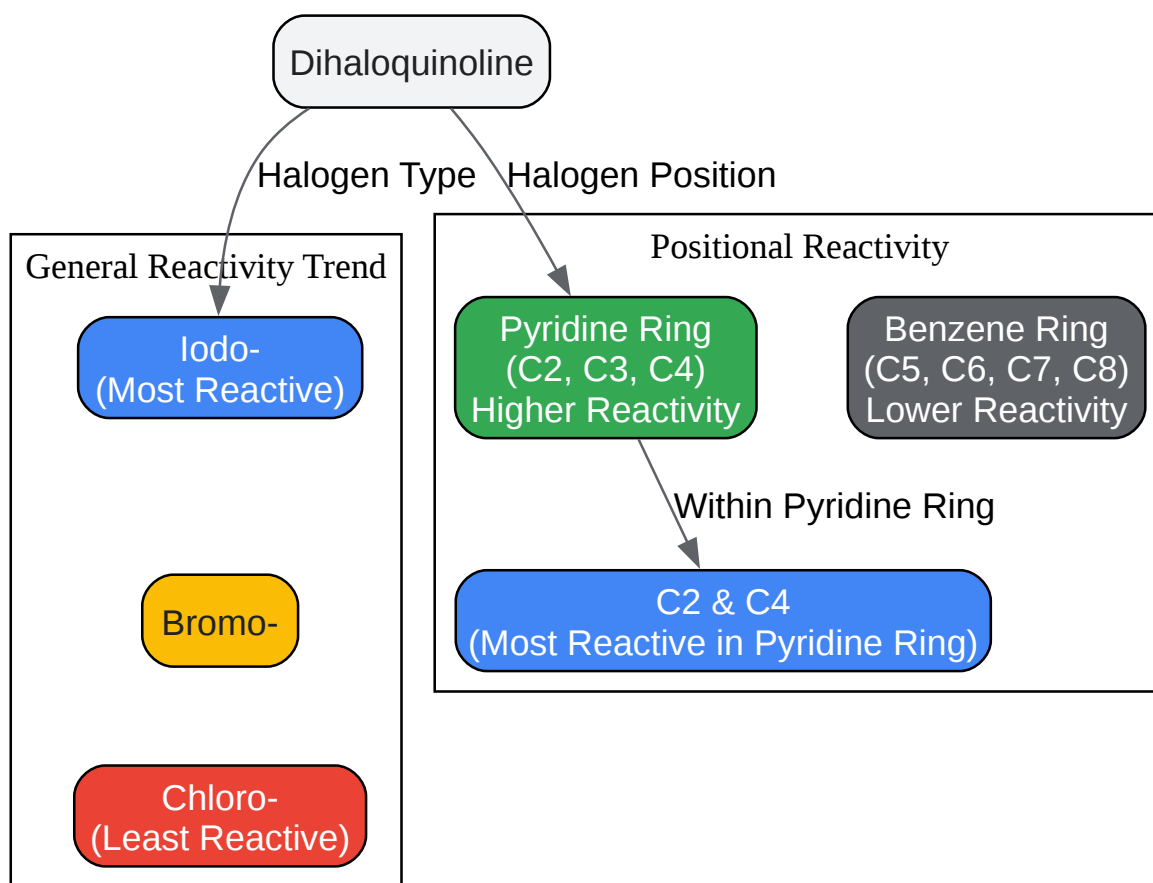 Dihaloquinoline
Halogen Type
Halogen Position
General Reactivity Trend
Iodo-
(Most Reactive)
Bromo-
Chloro-
(Least Reactive)
Positional Reactivity
Pyridine Ring
(C2, C3, C4)
Higher Reactivity
Benzene Ring
(C5, C6, C7, C8)
Lower Reactivity
Within Pyridine Ring
C2 & C4
(Most Reactive in Pyridine Ring)